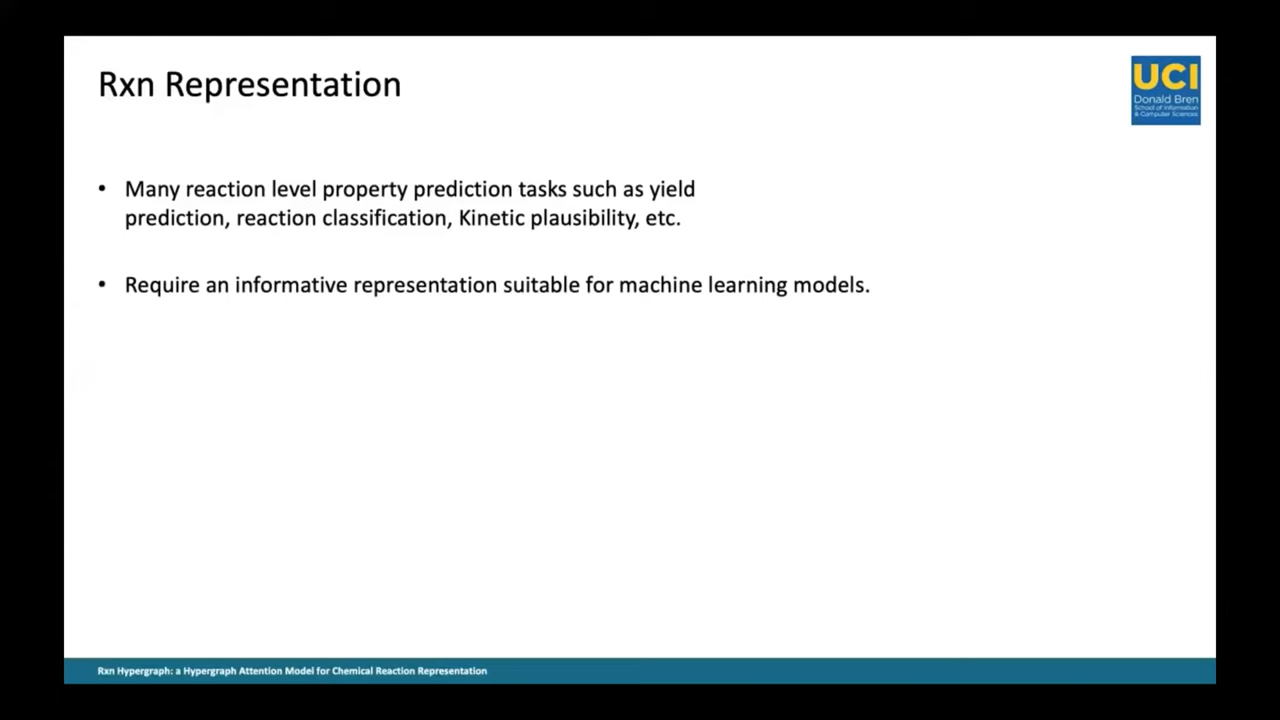 Rxn Representation
UCI
Donald Bren
School of Information
& Computer Sciences
• Many reaction level property prediction tasks such as yield
prediction, reaction classification, Kinetic plausibility, etc.
• Require an informative representation suitable for machine learning models.
Rxn Hypergraph: a Hypergraph Attention Model for Chemical Reaction Representation